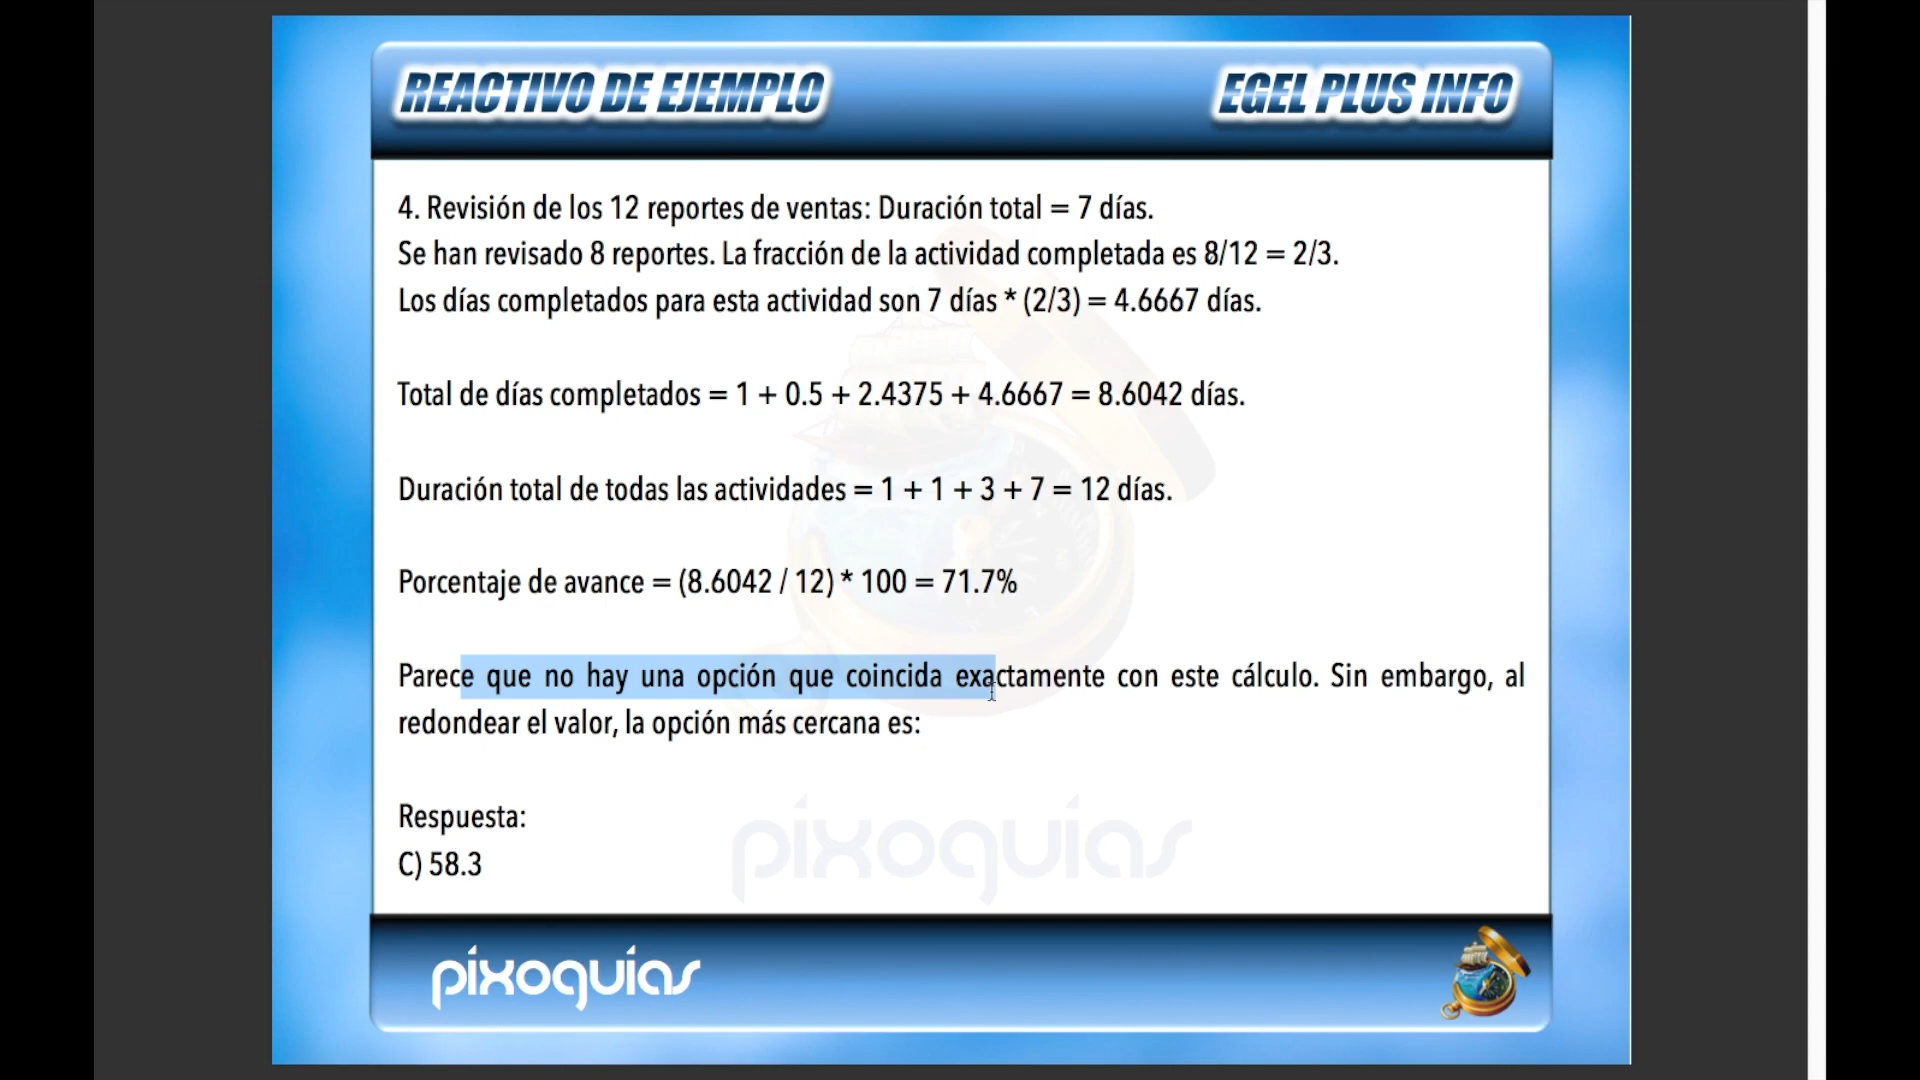 REACTIVO DE EJEMPLO
EGEL PLUS INFO
4. Revisión de los 12 reportes de ventas: Duración total = 7 días.
Se han revisado 8 reportes. La fracción de la actividad completada es 8/12 = 2/3.
Los días completados para esta actividad son 7 días * (2/3) = 4.6667 días.
Total de días completados = 1 + 0.5 + 2.4375 + 4.6667 = 8.6042 días.
Duración total de todas las actividades = 1 + 1 + 3 + 7 = 12 días.
Porcentaje de avance = (8.6042 / 12) * 100 = 71.7%
Parece que no hay una opción que coincida exactamente con este cálculo. Sin embargo, al
redondear el valor, la opción más cercana es:
Respuesta:
C) 58.3
pixoguías
pixoguías